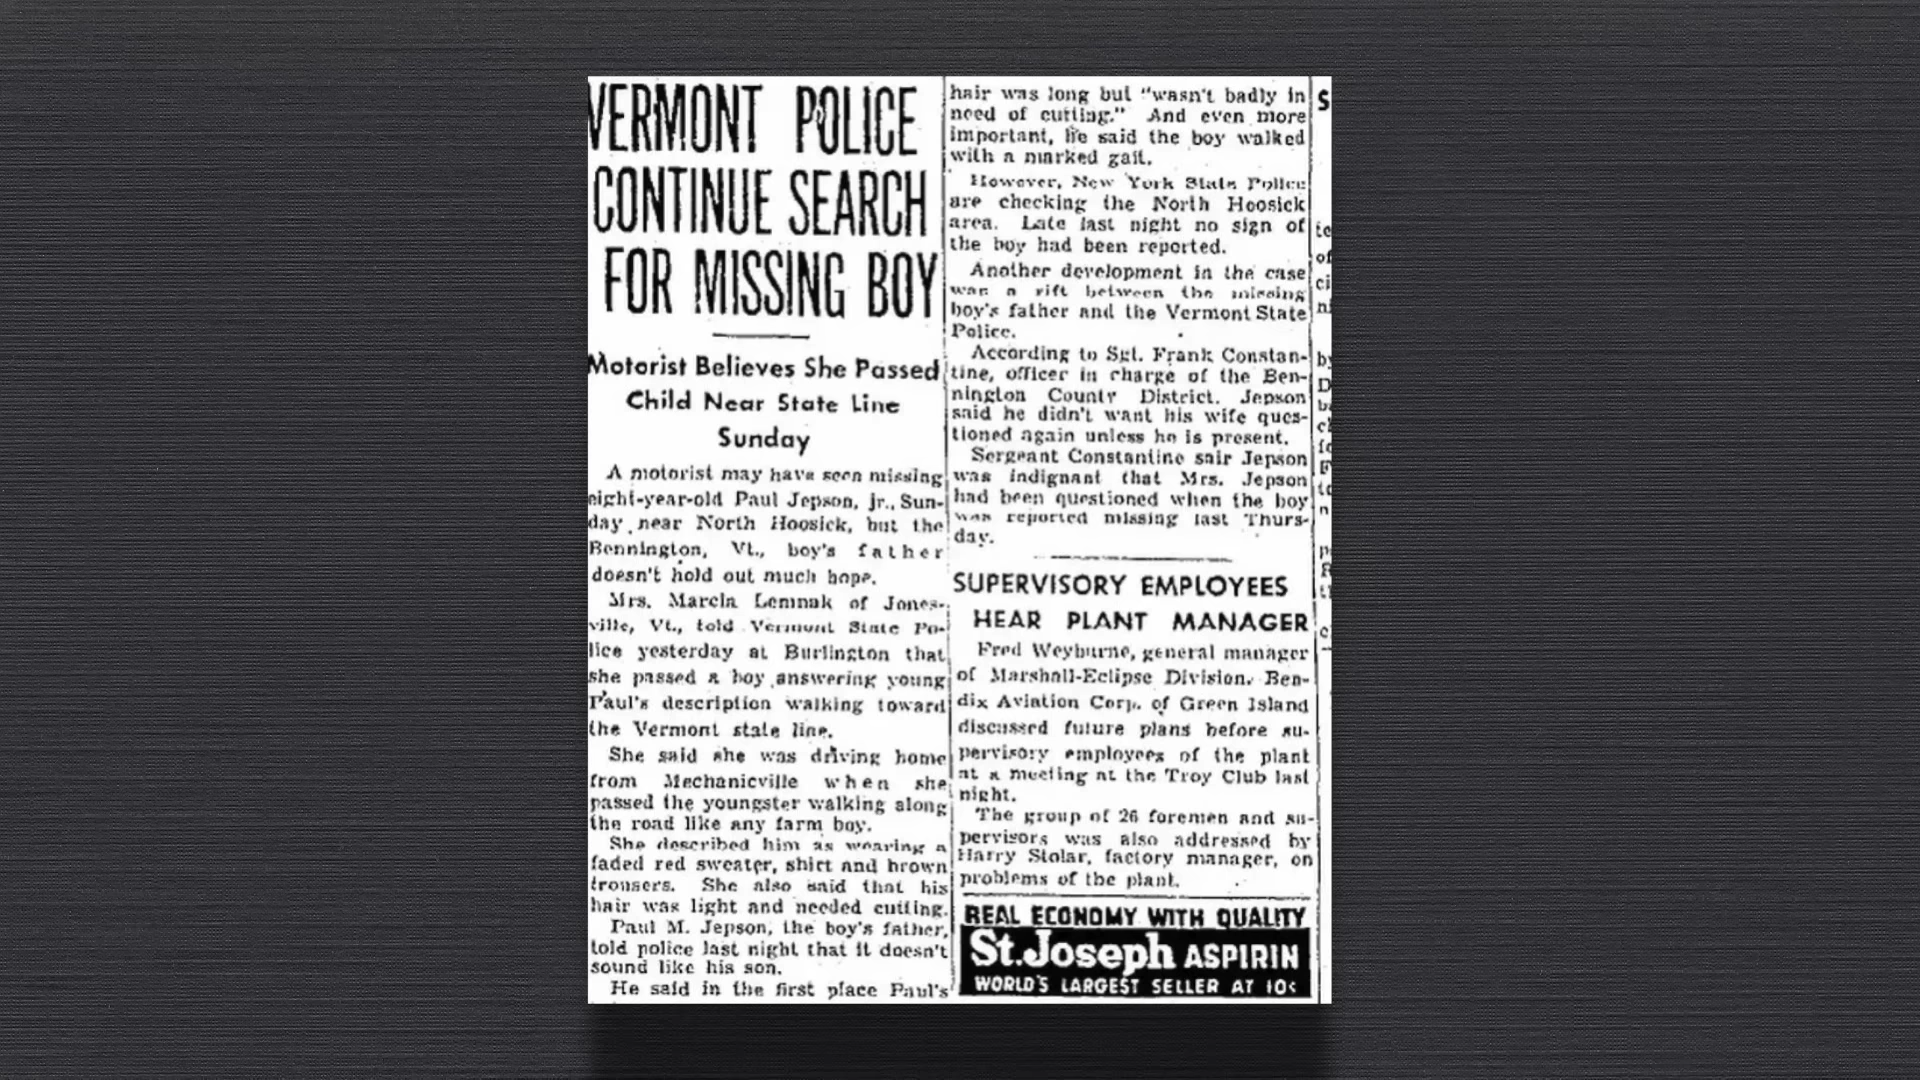 VERMONT POLICE
CONTINUE SEARCH
FOR MISSING BOY
Motorist Believes She Passed
Child Near State Line
Sunday
A motorist may have seen missing
eight-year-old Paul Jepson, jr., Sun-
day near North Hoosick, but the
Bennington, Vt., boy's father
doesn't hold out much hope.
Mrs. Marcia Lemnak of Jones-
ville, Vt., told Vermont State Po-
lice yesterday at Burlington that
she passed a boy answering young
Paul's description walking toward
the Vermont state line.
She said she was driving home
from Mechanicville when she
passed the youngster walking along
the road like any farm boy.
She described him as wearing a
faded red sweater, shirt and brown
trousers. She also said that his
hair was light and needed cutting.
Paul M. Jepson, the boy's father,
told police last night that it doesn't
sound like his son.
He said in the first place Paul's
hair was long but "wasn't badly in
need of cutting." And even more
important, he said the boy walked
with a marked gait.
However, New York State Police
are checking the North Hoosick
area. Late last night no sign of
the boy had been reported.
Another development in the case
was a rift between the missing
boy's father and the Vermont State
Police.
According to Sgt. Frank Constan-
tine, officer in charge of the Ben-
nington County District, Jepson
said he didn't want his wife ques-
tioned again unless he is present.
Sergeant Constantine sair Jepson
was indignant that Mrs. Jepson
had been questioned when the boy
was reported missing last Thurs-
day.
SUPERVISORY EMPLOYEES
HEAR PLANT MANAGER
Fred Weyburne, general manager
of Marshall-Eclipse Division, Ben-
dix Aviation Corp. of Green Island
discussed future plans before su-
pervisory employees of the plant
at a meeting at the Troy Club last
night.
The group of 26 foremen and su-
pervisors was also addressed by
Harry Stolar, factory manager, on
problems of the plant.
REAL ECONOMY WITH QUALITY
St. Joseph ASPIRIN
WORLD'S LARGEST SELLER AT 10c